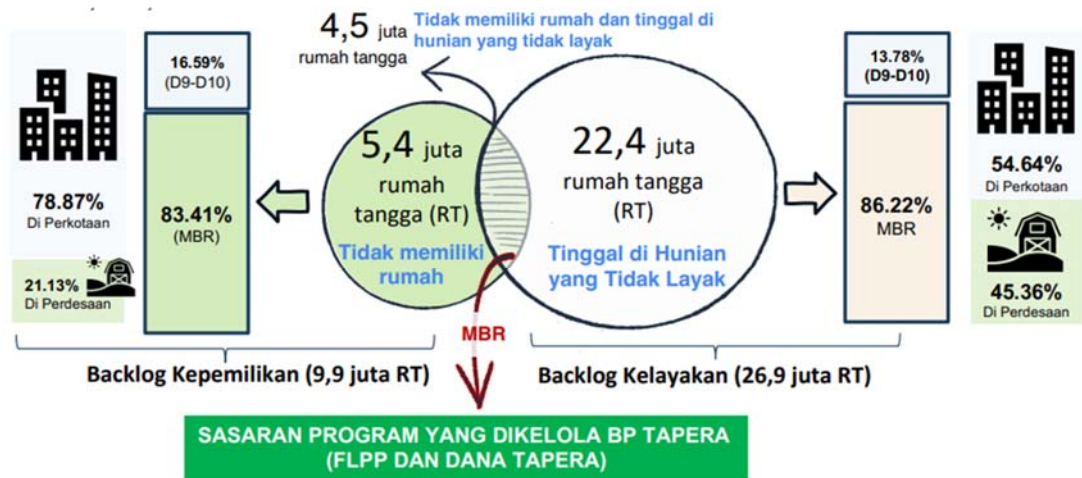 4,5 juta
rumah tangga
Tidak memiliki rumah dan tinggal di
hunian yang tidak layak
78.87%
Di Perkotaan
21.13%
Di Perdesaan
16.59%
(D9-D10)
83.41%
(MBR)
5,4 juta
rumah
tangga (RT)
Tidak memiliki
rumah
22,4 juta
rumah tangga
(RT)
Tinggal di Hunian
yang Tidak Layak
13.78%
(D9-D10)
86.22%
MBR
54.64%
Di Perkotaan
45.36%
Di Perdesaan
MBR
Backlog Kepemilikan (9,9 juta RT)
Backlog Kelayakan (26,9 juta RT)
SASARAN PROGRAM YANG DIKELOLA BP TAPERA
(FLPP DAN DANA TAPERA)